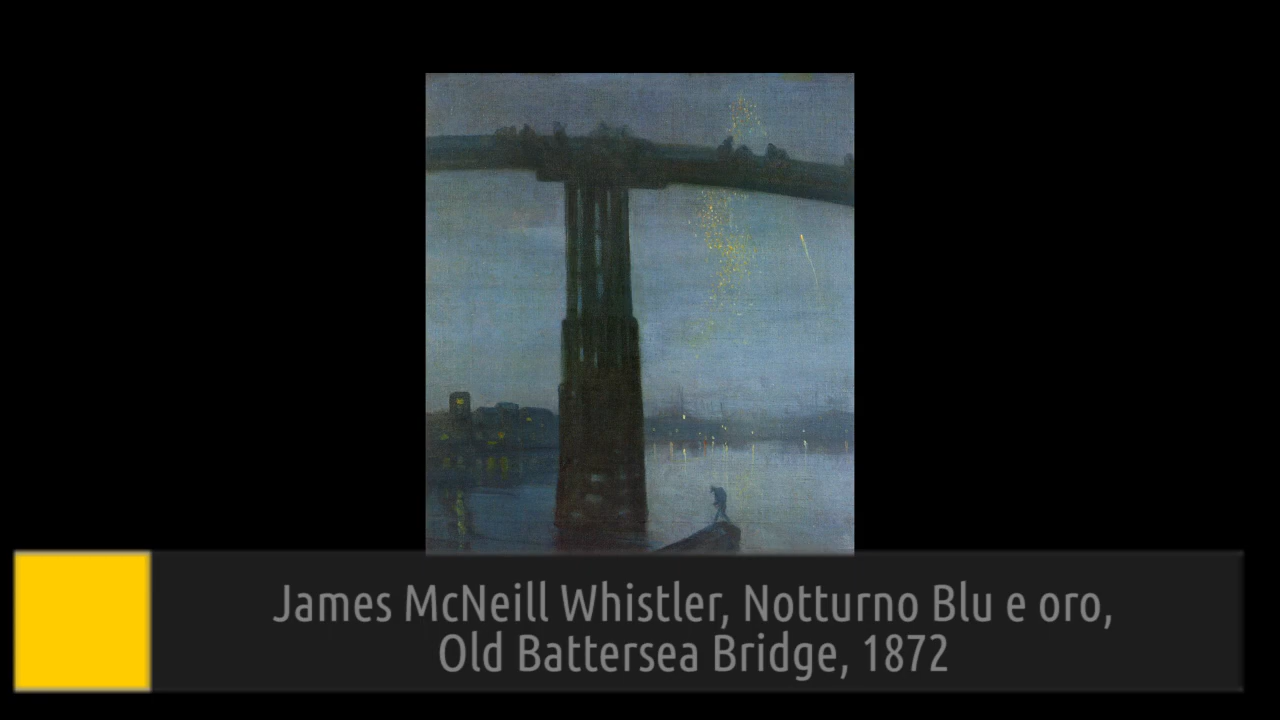 James McNeill Whistler, Notturno Blu e oro,
Old Battersea Bridge, 1872